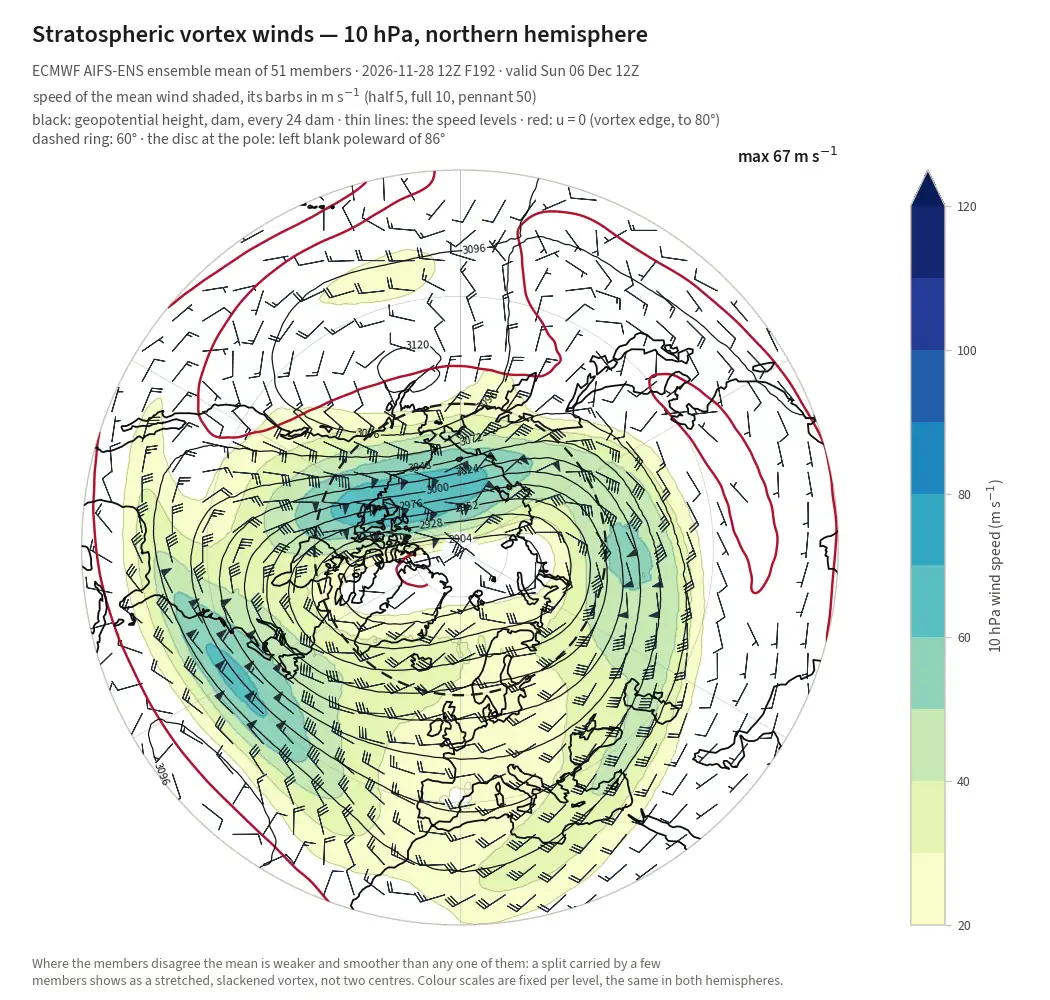 Stratospheric vortex winds — 10 hPa, northern hemisphere
ECMWF AIFS-ENS ensemble mean of 51 members · 2026-11-28 12Z F192 · valid Sun 06 Dec 12Z
speed of the mean wind shaded, its barbs in m s⁻¹ (half 5, full 10, pennant 50)
black: geopotential height, dam, every 24 dam · thin lines: the speed levels · red: u = 0 (vortex edge, to 80°)
dashed ring: 60° · the disc at the pole: left blank poleward of 86°
max 67 m s⁻¹
120
100
80
60
40
20
10 hPa wind speed (m s⁻¹)
3096
3120
3072
3048
3024
3000
2976
2952
2928
2904
3096
Where the members disagree the mean is weaker and smoother than any one of them: a split carried by a few
members shows as a stretched, slackened vortex, not two centres. Colour scales are fixed per level, the same in both hemispheres.